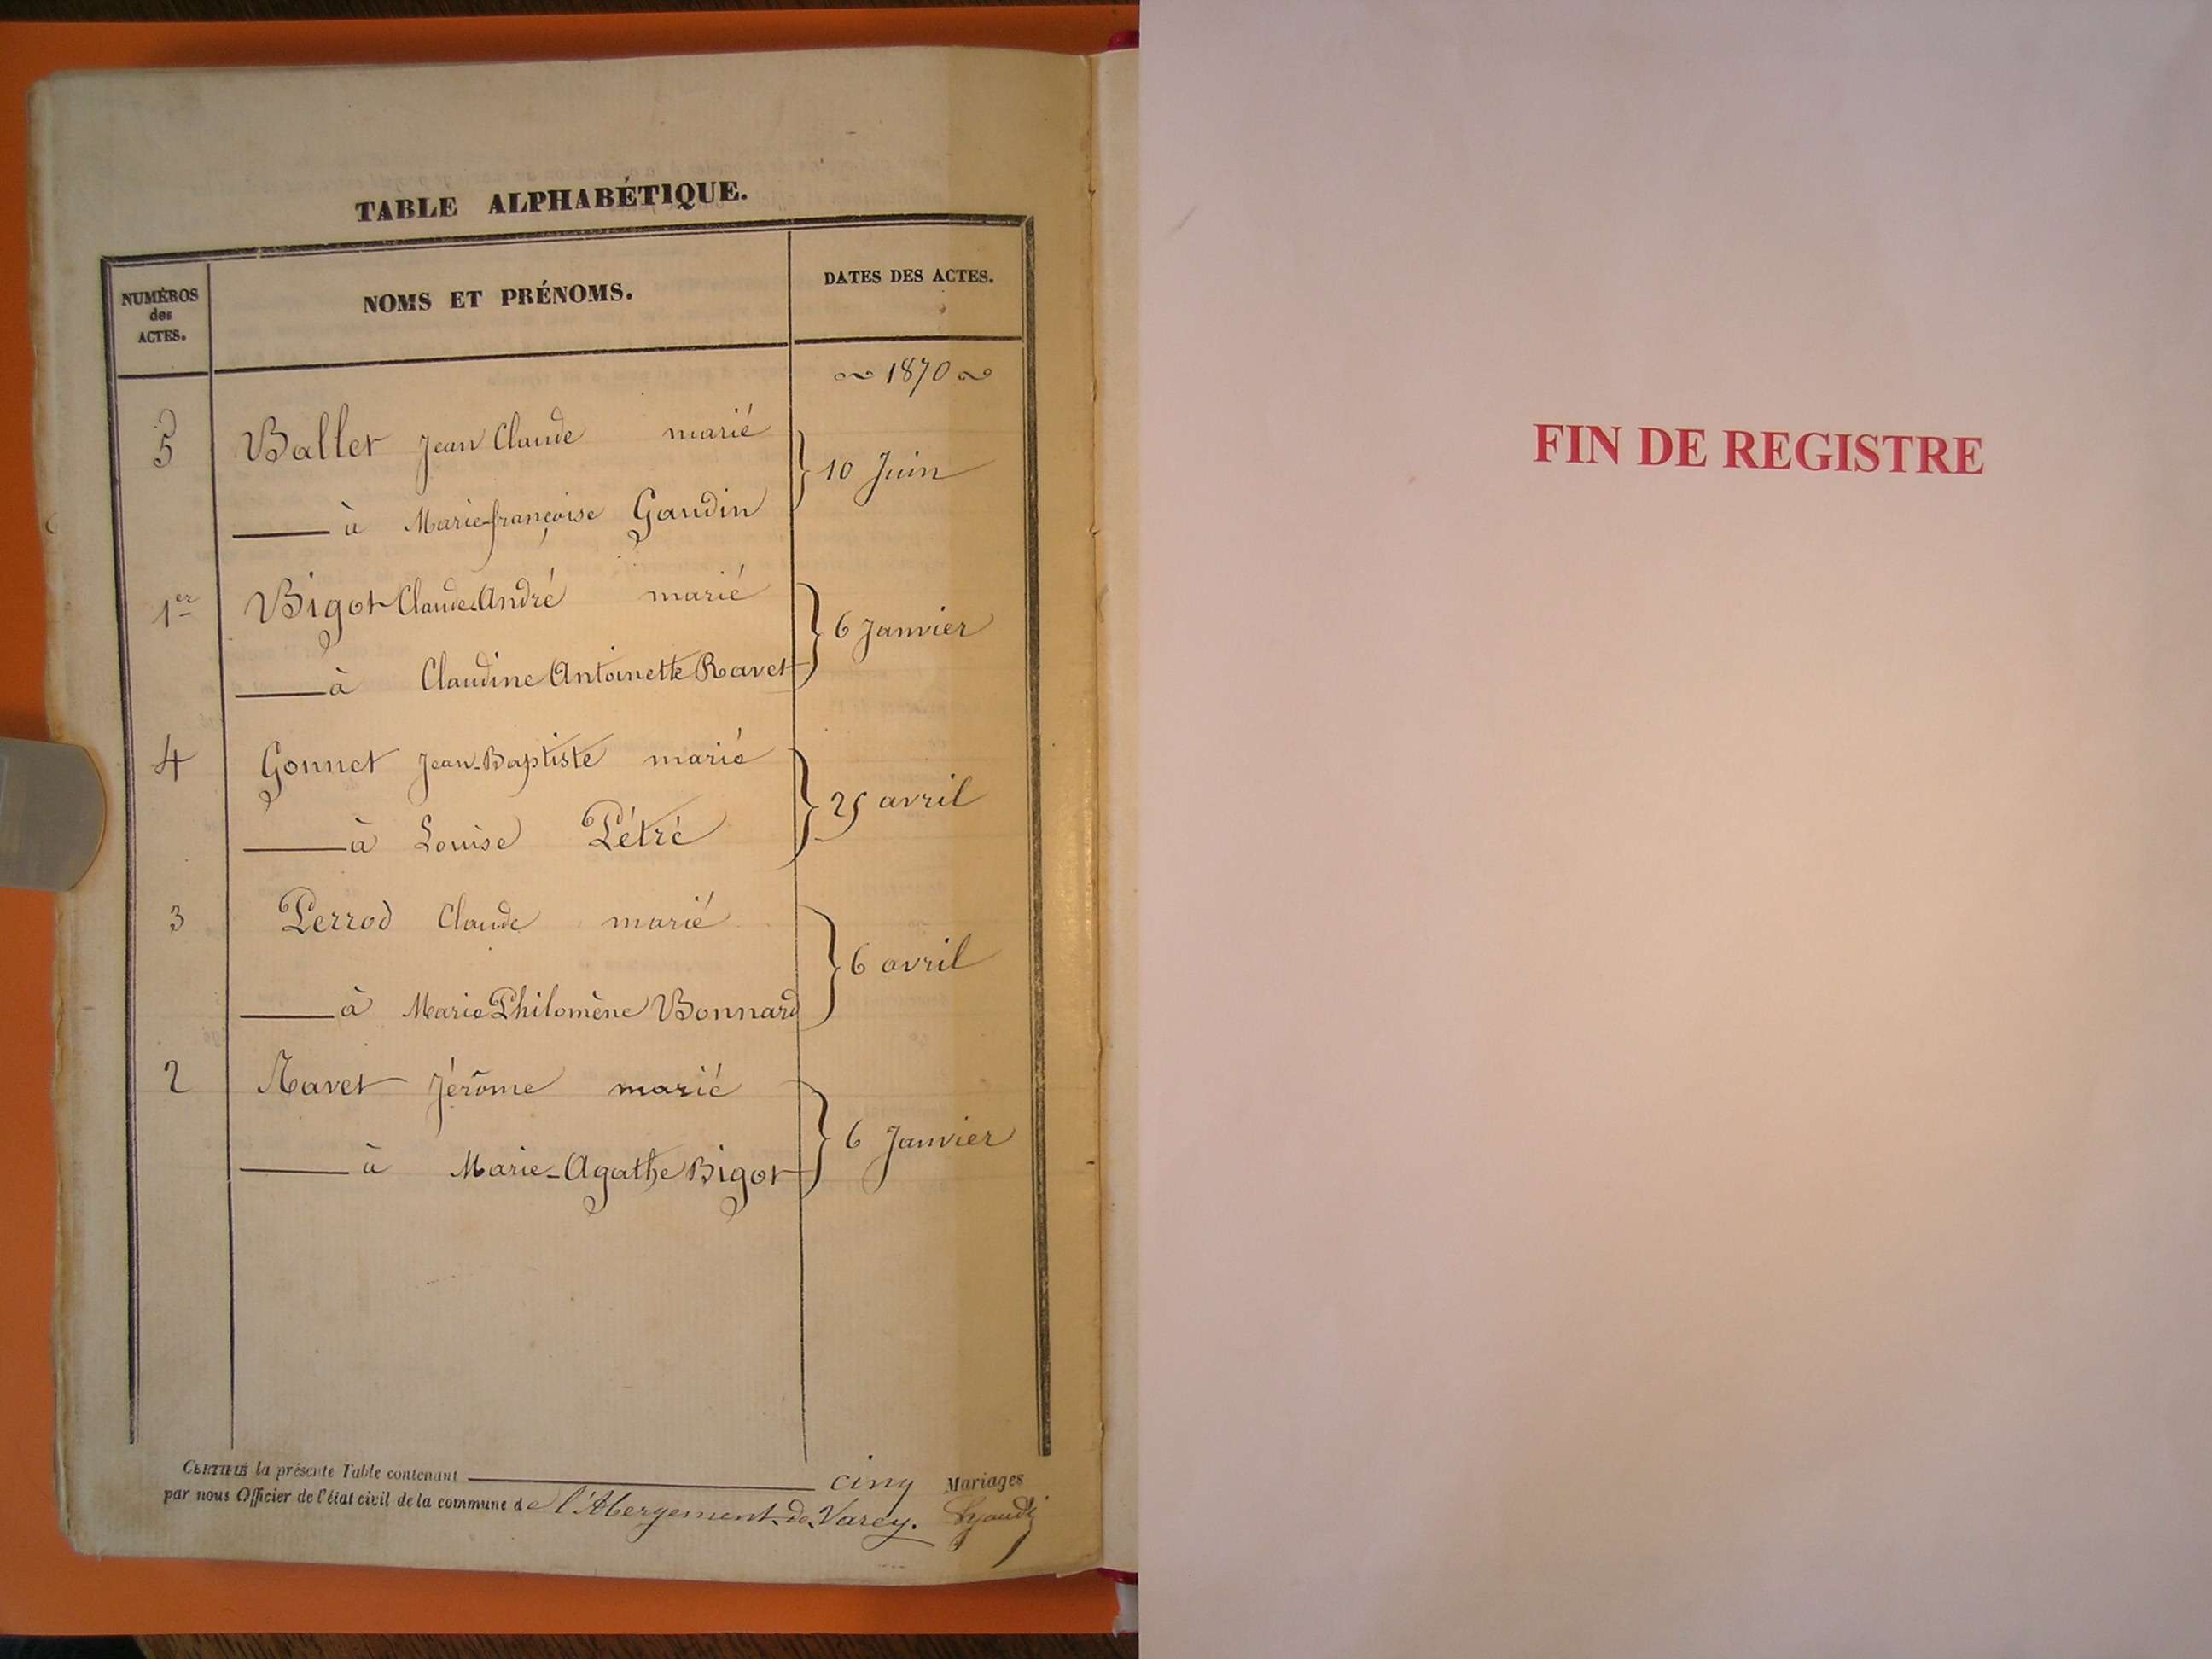 TABLE ALPHABÉTIQUE.
NUMÉROS
des
ACTES.
NOMS ET PRÉNOMS.
DATES DES ACTES.
1870
5 Ballet Jean Claude marié
10 Juin
à Marie françoise Gaudin
1er Bigot Claude André marié
6 Janvier
à Claudine Antoinette Ravet
4 Gonnet Jean-Baptiste marié
25 avril
à Louise Pétré
3 Perrod Claude marié
6 avril
à Marie Philomène Bonnard
2 Ravet Jérôme marié
6 Janvier
à Marie-Agathe Bigot
CERTIFIÉ la présente Table contenant cinq Mariages
par nous Officier de l'état civil de la commune de l'Abergement-de-Varey.
FIN DE REGISTRE